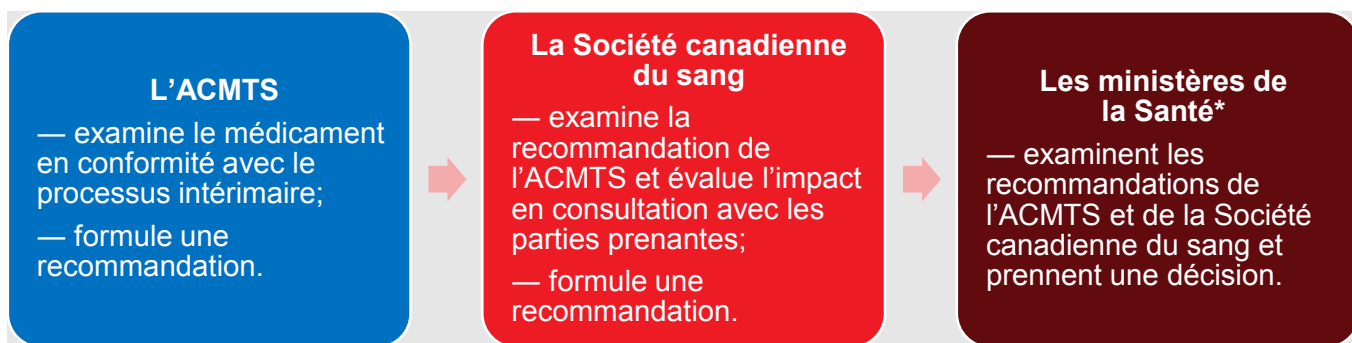 L’ACMTS
— examine le médicament
en conformité avec le
processus intérimaire;
— formule une
recommandation.
La Société canadienne
du sang
— examine la
recommandation de
l’ACMTS et évalue l’impact
en consultation avec les
parties prenantes;
— formule une
recommandation.
Les ministères de
la Santé*
— examinent les
recommandations de
l’ACMTS et de la Société
canadienne du sang et
prennent une décision.